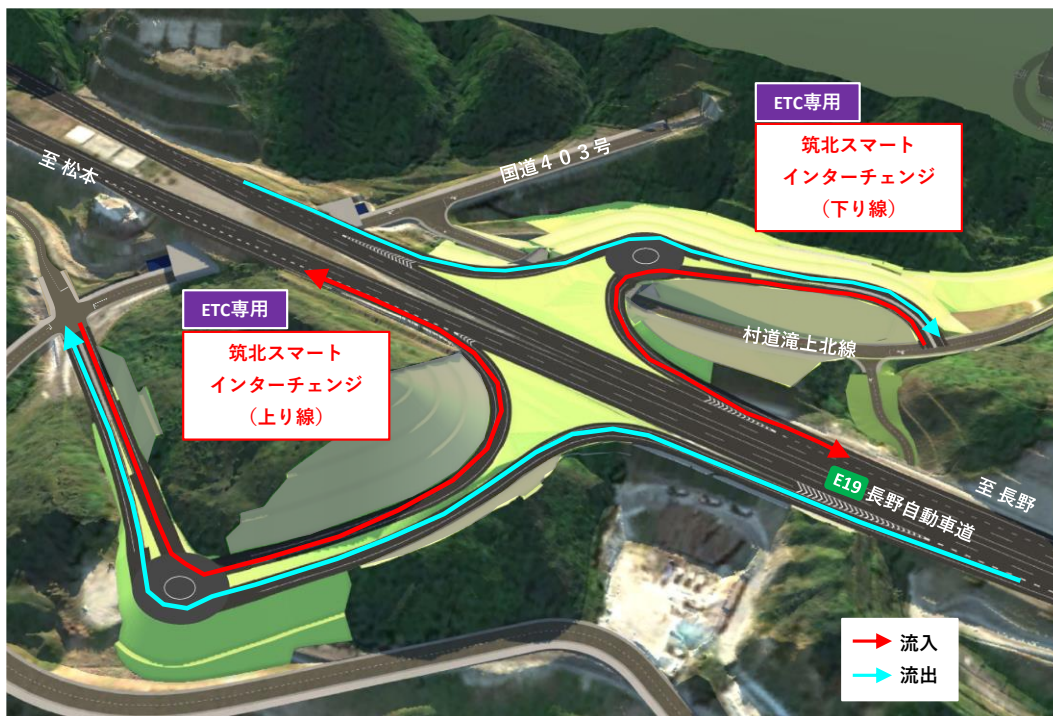 ETC専用
筑北スマート
インターチェンジ
（下り線）
国道４０３号
至 松本
ETC専用
筑北スマート
インターチェンジ
（上り線）
村道滝上北線
E19 長野自動車道
至 長野
流入
流出